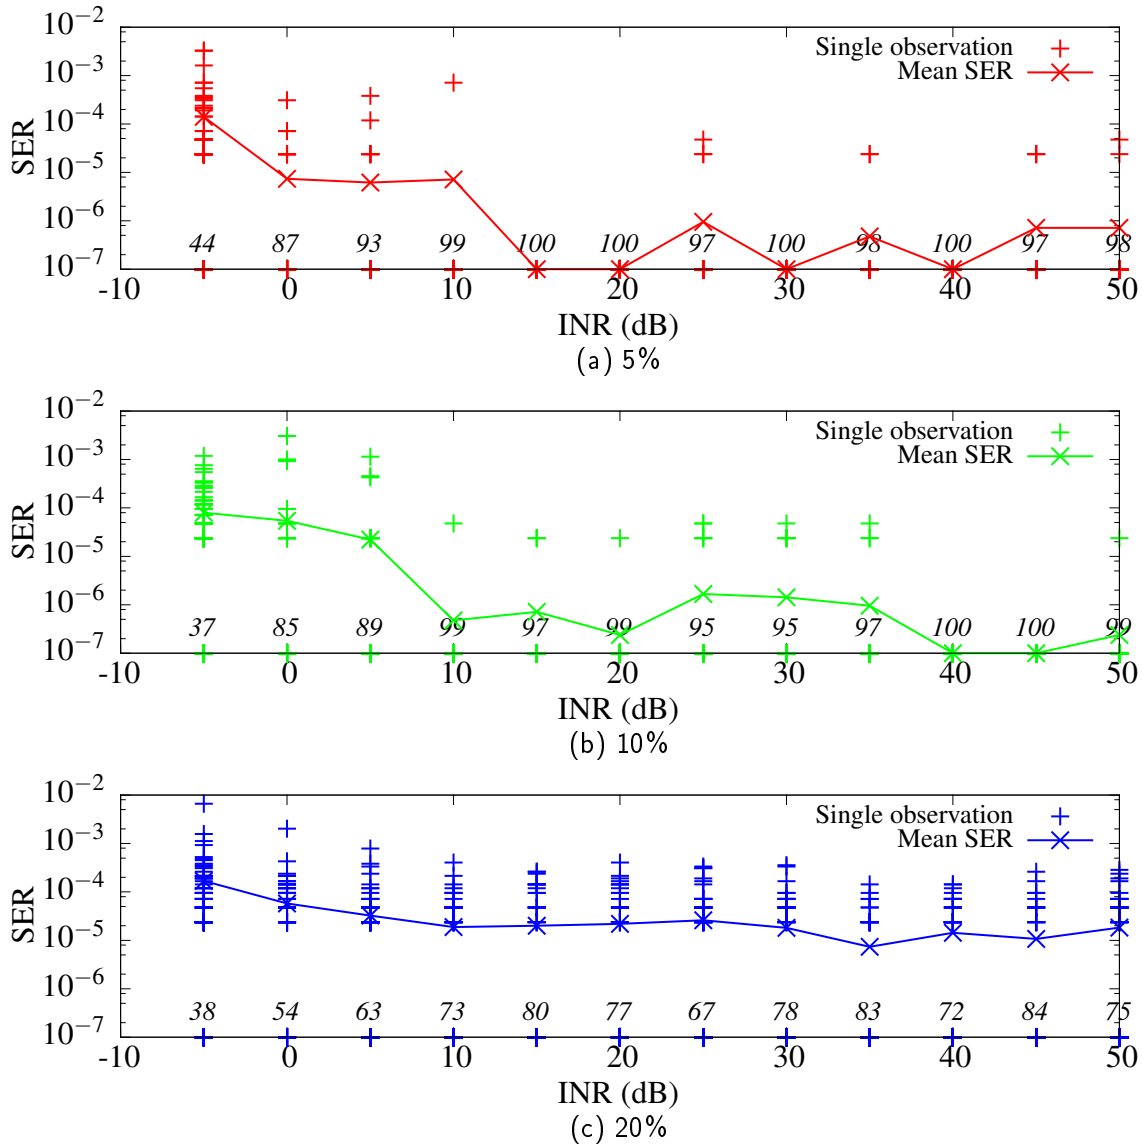 10−2
Single observation
10−3
Mean SER
10−4
SER
10−5
10−6
44 87 93 99 100 100 97 100 98 100 97 98
10−7
-10 0 10 20 30 40 50
INR (dB)
(a) 5%
10−2
Single observation
10−3
Mean SER
10−4
SER
10−5
10−6
37 85 89 99 97 99 95 95 97 100 100 99
10−7
-10 0 10 20 30 40 50
INR (dB)
(b) 10%
10−2
Single observation
10−3
Mean SER
10−4
SER
10−5
10−6
38 54 63 73 80 77 67 78 83 72 84 75
10−7
-10 0 10 20 30 40 50
INR (dB)
(c) 20%